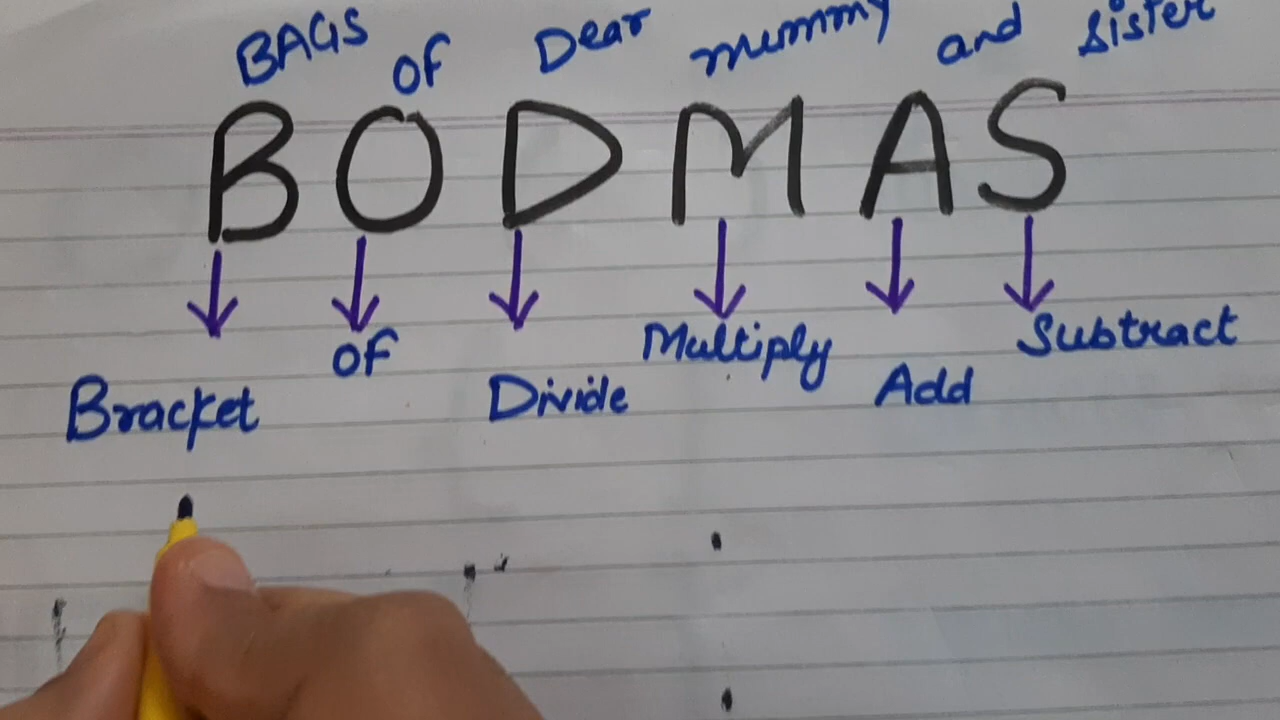 BAGS of Dear mummy and sister
BODMAS
Bracket of Divide Multiply Add Subtract